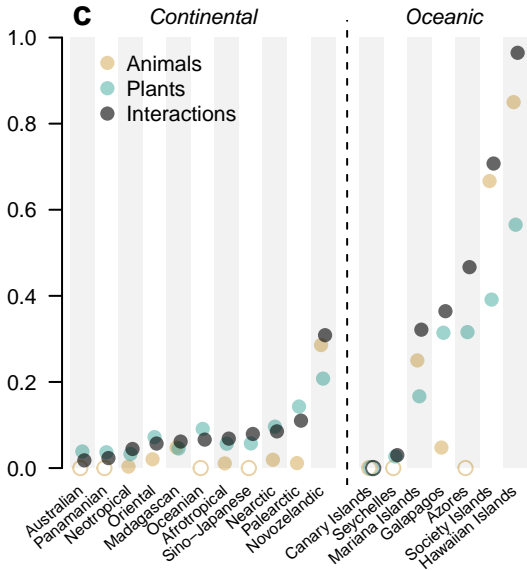 c
Continental
Oceanic
Animals
Plants
Interactions
1.0
0.8
0.6
0.4
0.2
0.0
Australian
Panamanian
Neotropical
Oriental
Madagascan
Oceanian
Afrotropical
Sino−Japanese
Nearctic
Palearctic
Novozelandic
Canary Islands
Seychelles
Mariana Islands
Galapagos
Azores
Society Islands
Hawaiian Islands